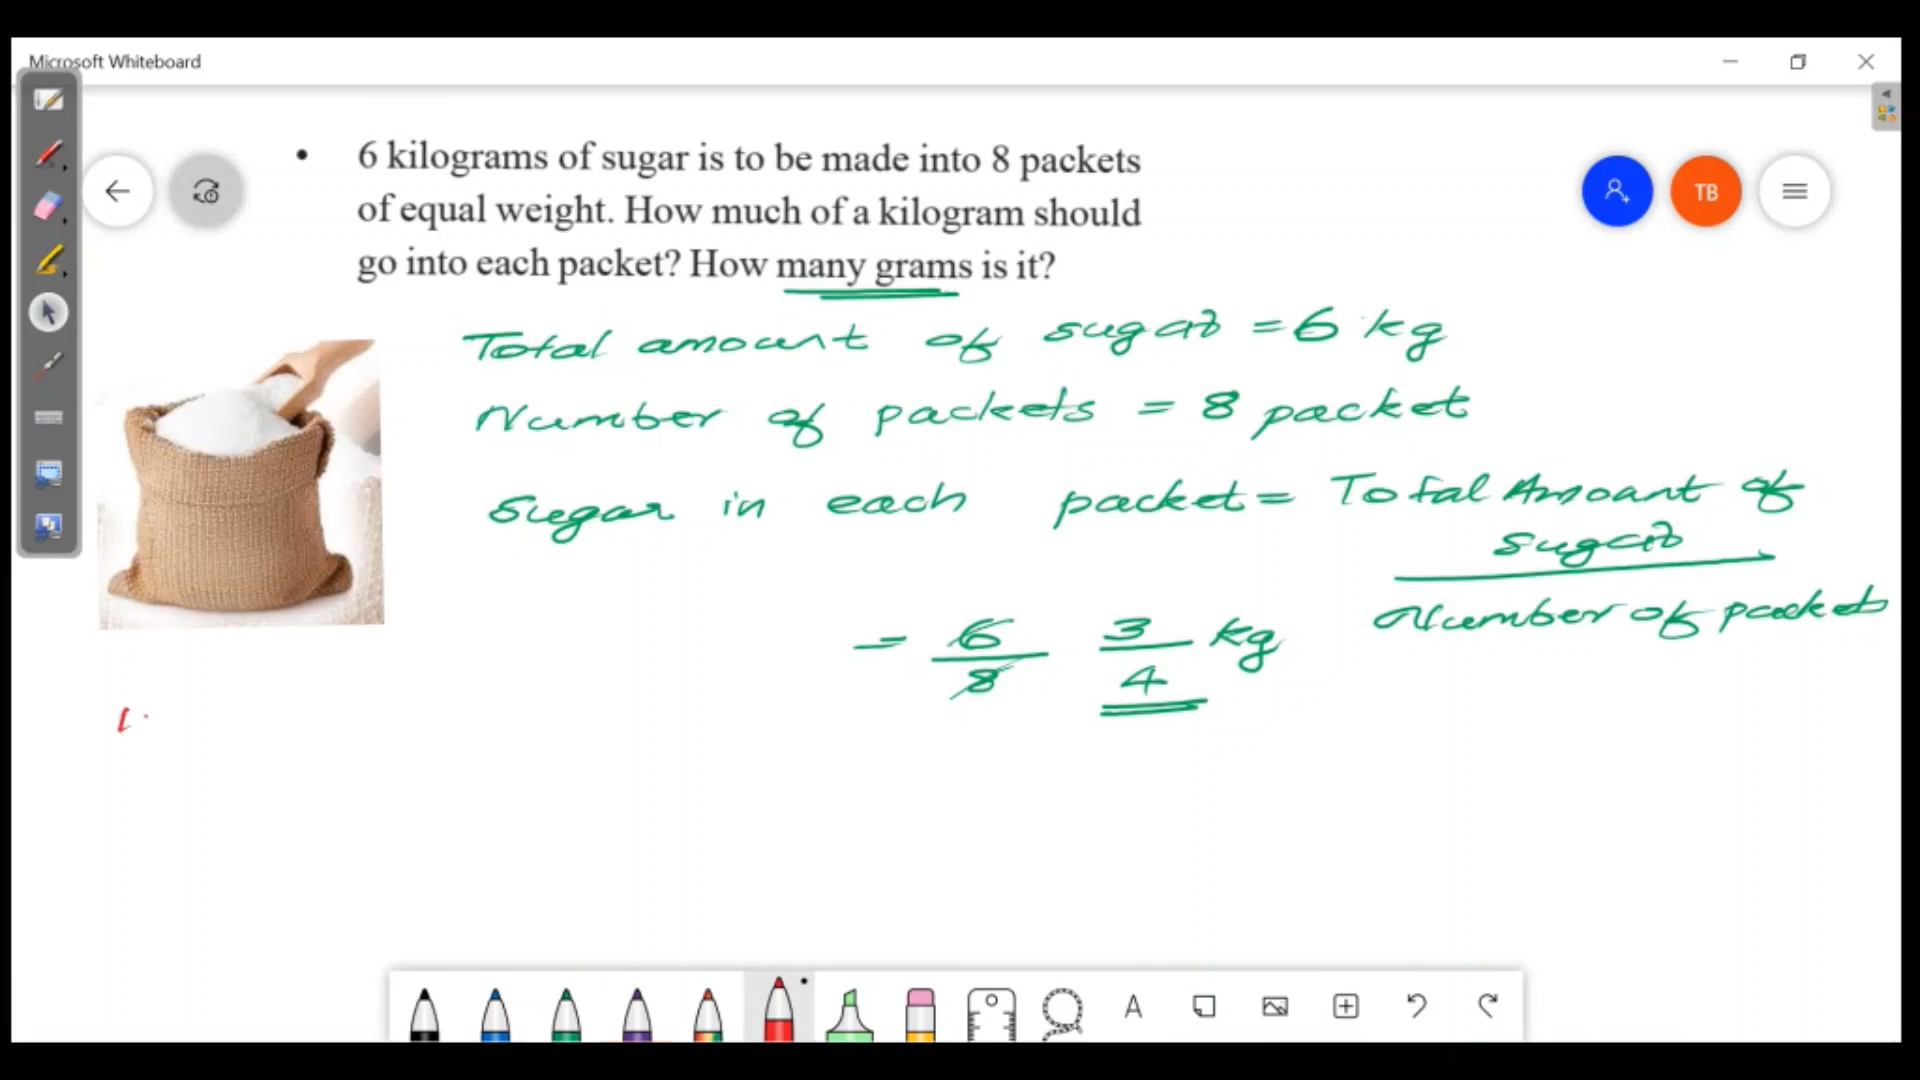 Microsoft Whiteboard
TB
• 6 kilograms of sugar is to be made into 8 packets
of equal weight. How much of a kilogram should
go into each packet? How many grams is it?
Total amount of sugar = 6 kg
Number of packets = 8 packet
Sugar in each packet = Total Amount of
sugar
Number of packets
= 6/8 3/4 kg
A